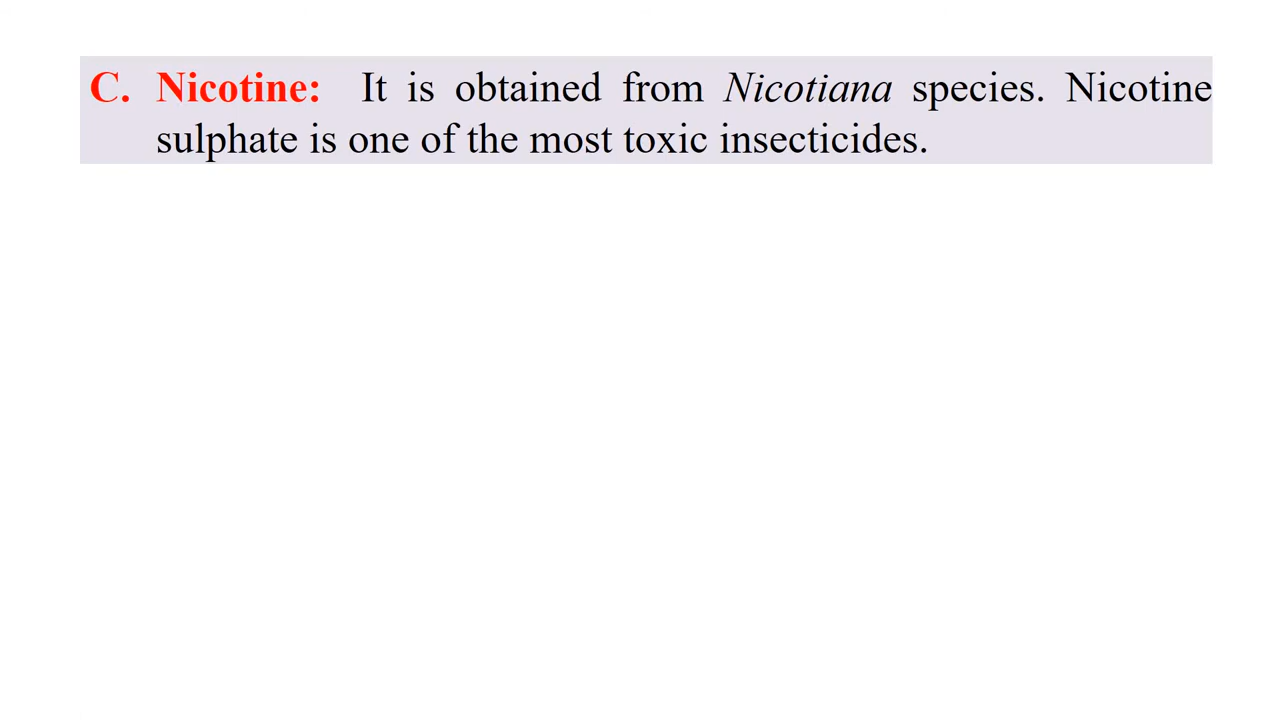 C. Nicotine: It is obtained from Nicotiana species. Nicotine
sulphate is one of the most toxic insecticides.